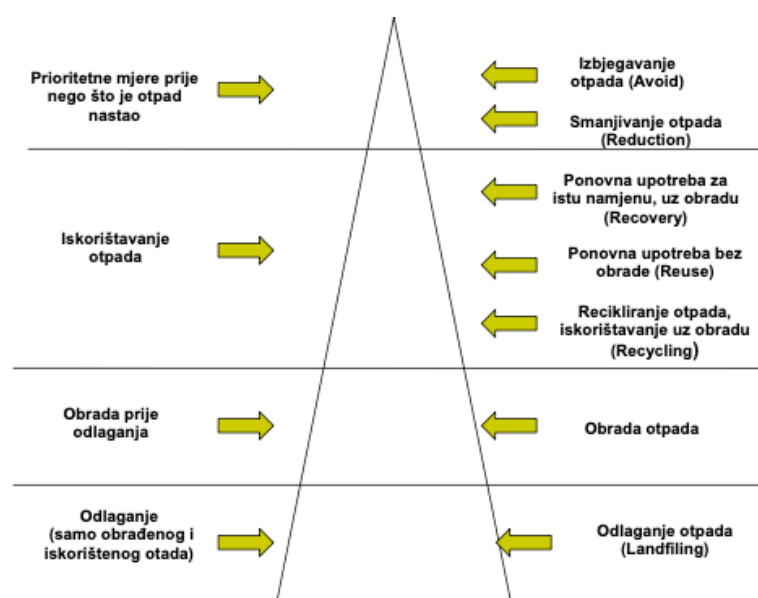 Prioritetne mjere prije
nego što je otpad
nastao
Izbjegavanje
otpada (Avoid)
Smanjivanje otpada
(Reduction)
Iskorištavanje
otpada
Ponovna upotreba za
istu namjenu, uz obradu
(Recovery)
Ponovna upotreba bez
obrade (Reuse)
Recikliranje otpada,
iskorištavanje uz obradu
(Recycling)
Obrada prije
odlaganja
Obrada otpada
Odlaganje
(samo obrađenog i
iskorištenog otada)
Odlaganje otpada
(Landfiling)